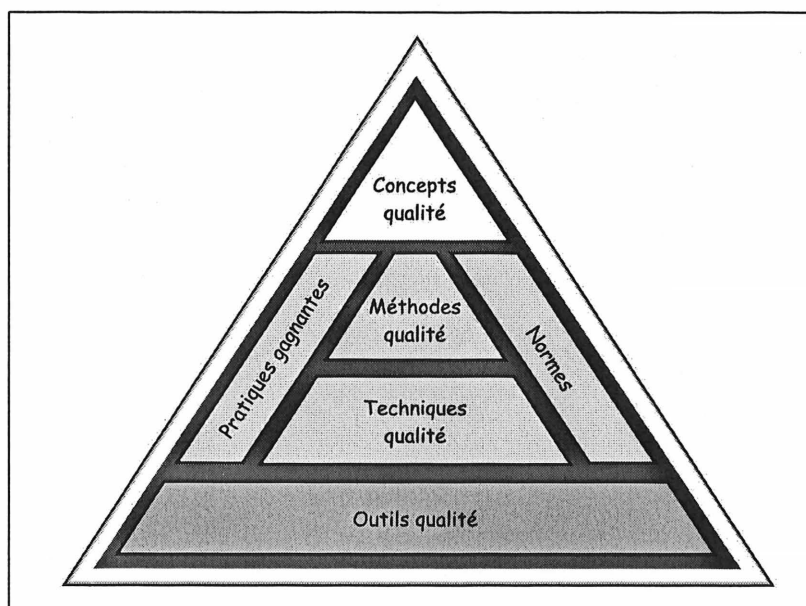 Concepts
qualité
Pratiques gagnantes
Méthodes
qualité
Normes
Techniques
qualité
Outils qualité